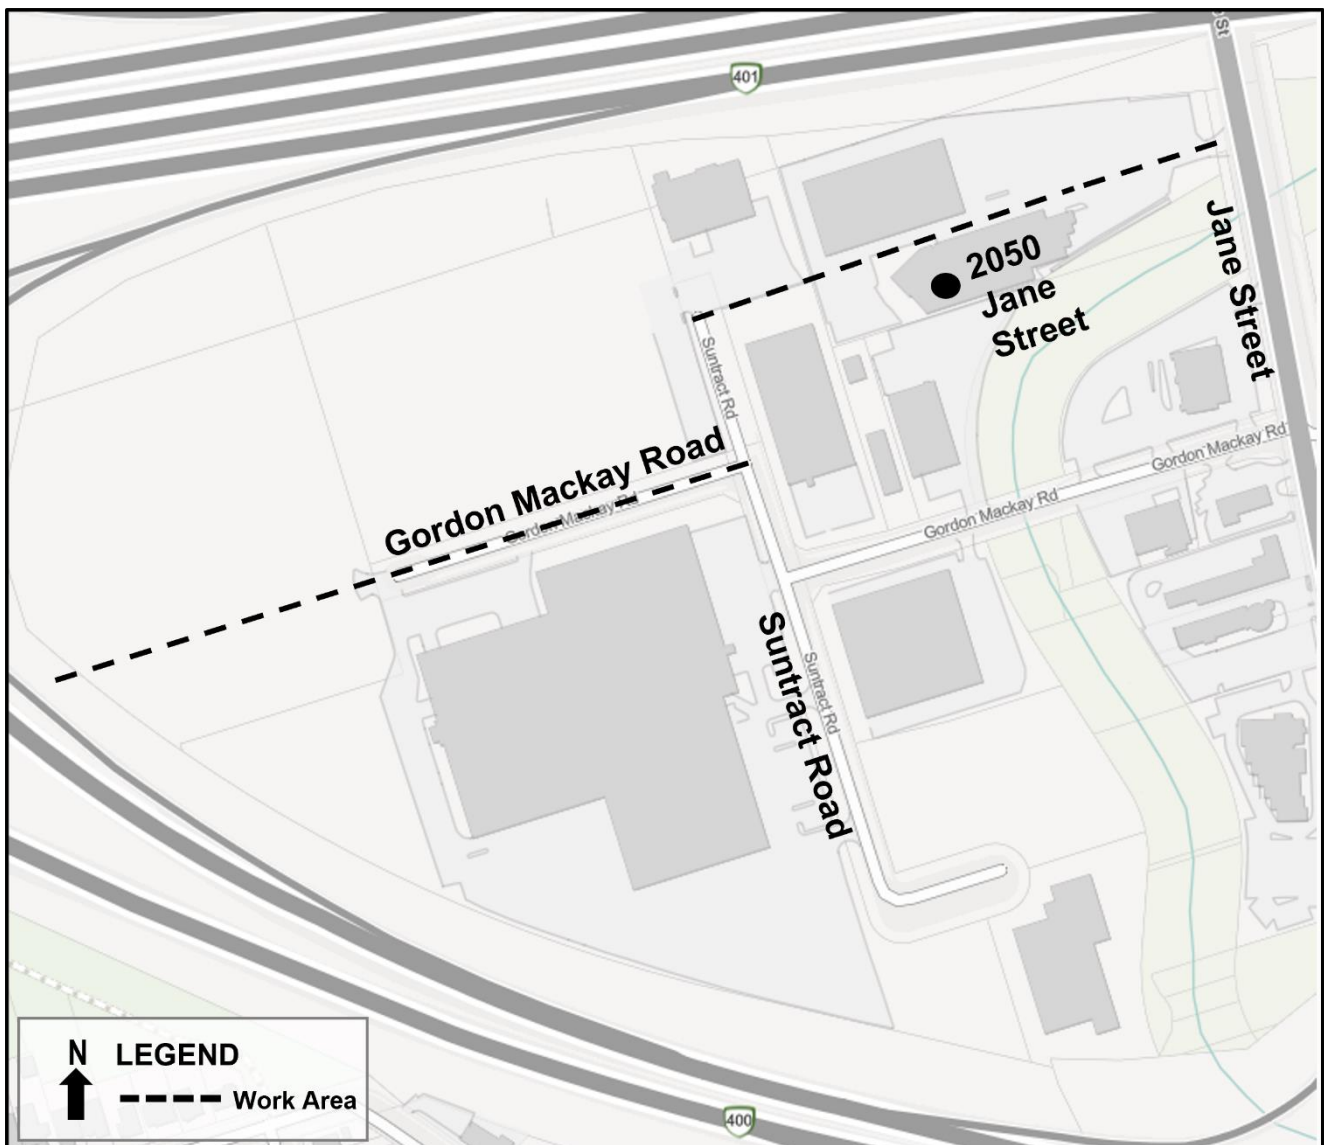 St
401
2050
Jane
Street
Jane Street
Suntract Rd
Gordon Mackay Road
Gordon Mackay Rd
Gordon Mackay Rd
Gordon Mackay Rd
Suntract Road
Suntract Rd
N LEGEND
Work Area
400